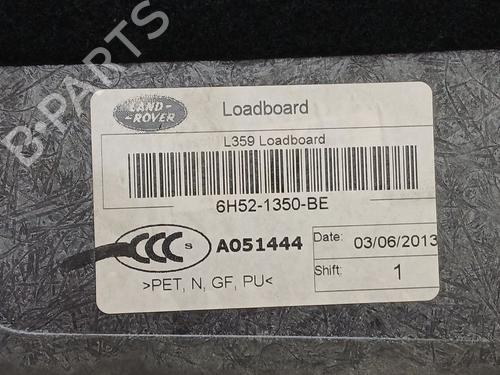 B-PARTS
LAND-
-ROVER
Loadboard
L359 Loadboard
6H52-1350-BE
CCC S
A051444
Date: 03/06/2013
Shift: 1
>PET, N, GF, PU<